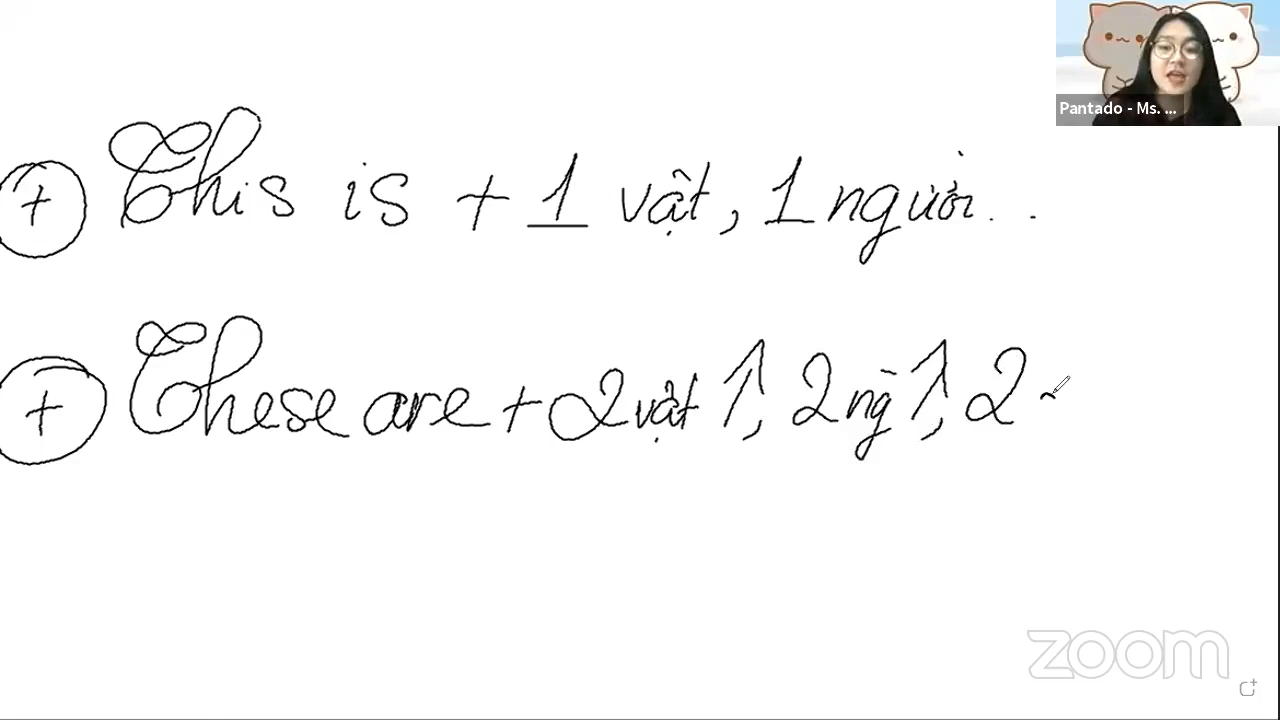 Pantado - Ms. ...
+ This is + 1 vật, 1 người . .
+ These are + 2 vật ↑, 2 ng̀ ↑, 2
zoom